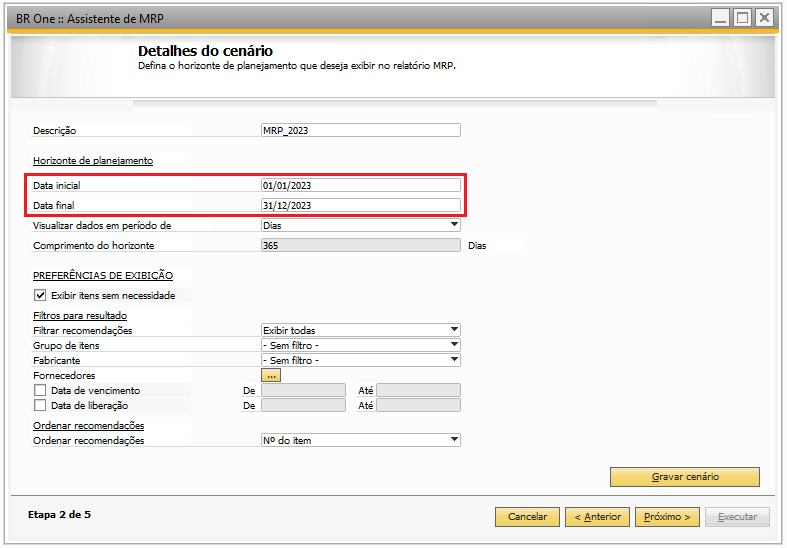 BR One :: Assistente de MRP
Detalhes do cenário
Defina o horizonte de planejamento que deseja exibir no relatório MRP.
Descrição MRP_2023
Horizonte de planejamento
Data inicial 01/01/2023
Data final 31/12/2023
Visualizar dados em período de Dias
Comprimento do horizonte 365 Dias
PREFERÊNCIAS DE EXIBIÇÃO
Exibir itens sem necessidade
Filtros para resultado
Filtrar recomendações Exibir todas
Grupo de itens - Sem filtro -
Fabricante - Sem filtro -
Fornecedores ...
Data de vencimento De Até
Data de liberação De Até
Ordenar recomendações
Ordenar recomendações Nº do item
Gravar cenário
Etapa 2 de 5 Cancelar < Anterior Próximo > Executar